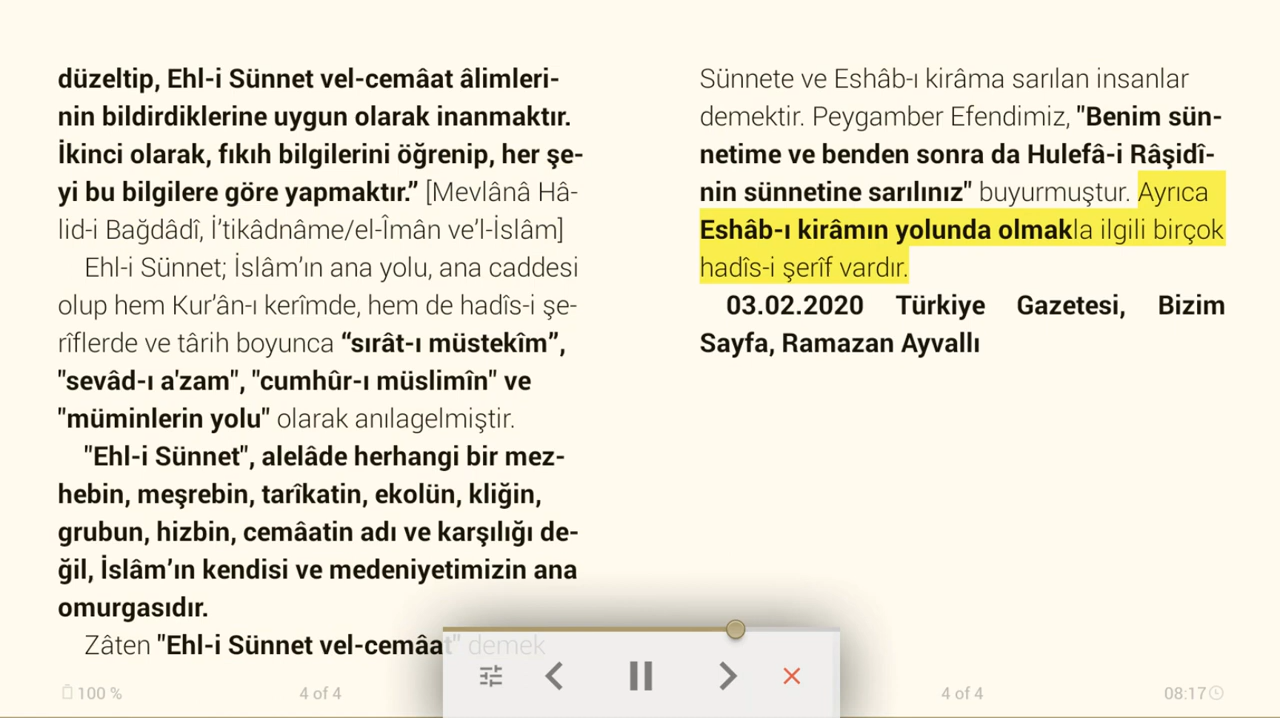 düzeltip, Ehl-i Sünnet vel-cemâat âlimleri-
nin bildirdiklerine uygun olarak inanmaktır.
İkinci olarak, fıkıh bilgilerini öğrenip, her şe-
yi bu bilgilere göre yapmaktır.” [Mevlânâ Hâ-
lid-i Bağdâdî, İ’tikâdnâme/el-Îmân ve’l-İslâm]
Ehl-i Sünnet; İslâm’ın ana yolu, ana caddesi
olup hem Kur’ân-ı kerîmde, hem de hadîs-i şe-
rîflerde ve târih boyunca “sırât-ı müstekîm”,
"sevâd-ı a'zam", "cumhûr-ı müslimîn" ve
"müminlerin yolu" olarak anılagelmiştir.
"Ehl-i Sünnet", alelâde herhangi bir mez-
hebin, meşrebin, tarîkatin, ekolün, kliğin,
grubun, hizbin, cemâatin adı ve karşılığı de-
ğil, İslâm’ın kendisi ve medeniyetimizin ana
omurgasıdır.
Zâten "Ehl-i Sünnet vel-cemâat" demek
Sünnete ve Eshâb-ı kirâma sarılan insanlar
demektir. Peygamber Efendimiz, "Benim sün-
netime ve benden sonra da Hulefâ-i Râşidî-
nin sünnetine sarılınız" buyurmuştur. Ayrıca
Eshâb-ı kirâmın yolunda olmakla ilgili birçok
hadîs-i şerîf vardır.
03.02.2020 Türkiye Gazetesi, Bizim
Sayfa, Ramazan Ayvallı
100 %
4 of 4
4 of 4
08:17